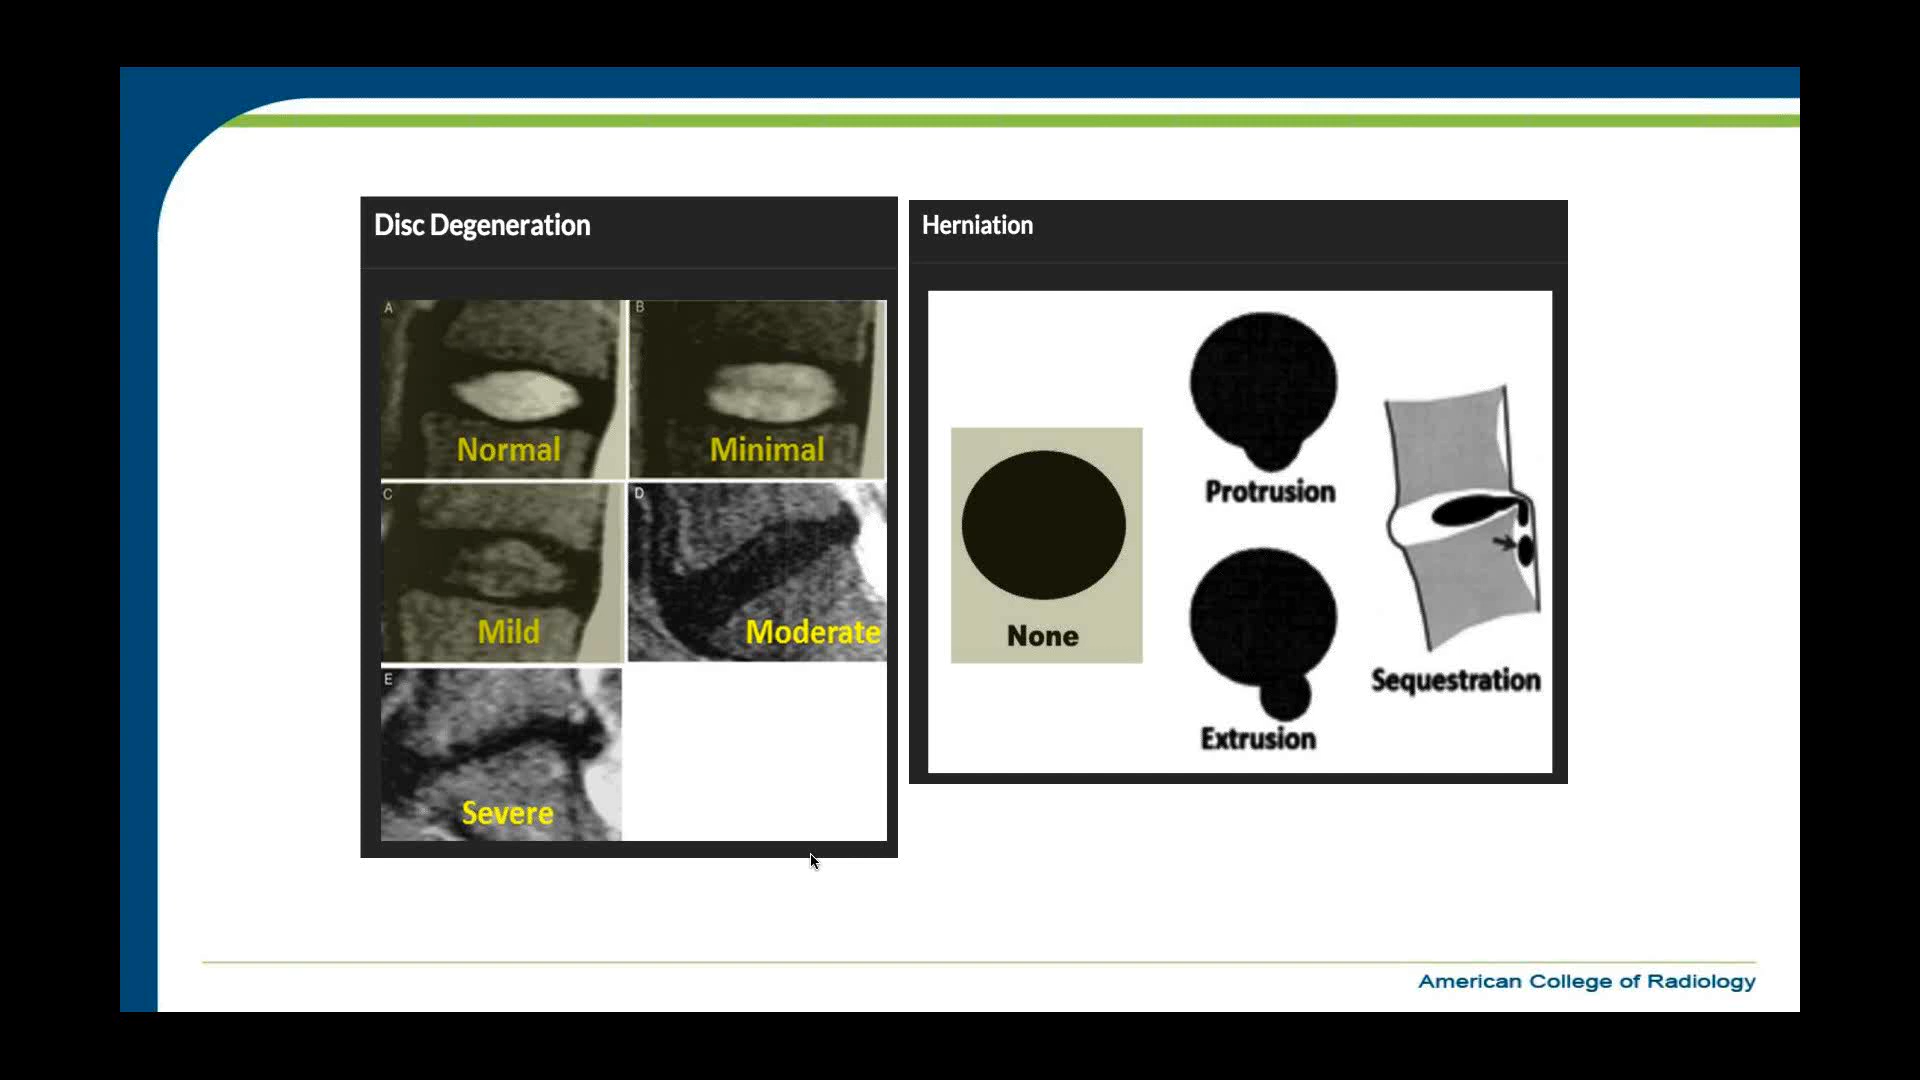 Disc Degeneration
A
B
Normal
Minimal
C
D
Mild
Moderate
E
Severe
Herniation
None
Protrusion
Extrusion
Sequestration
American College of Radiology